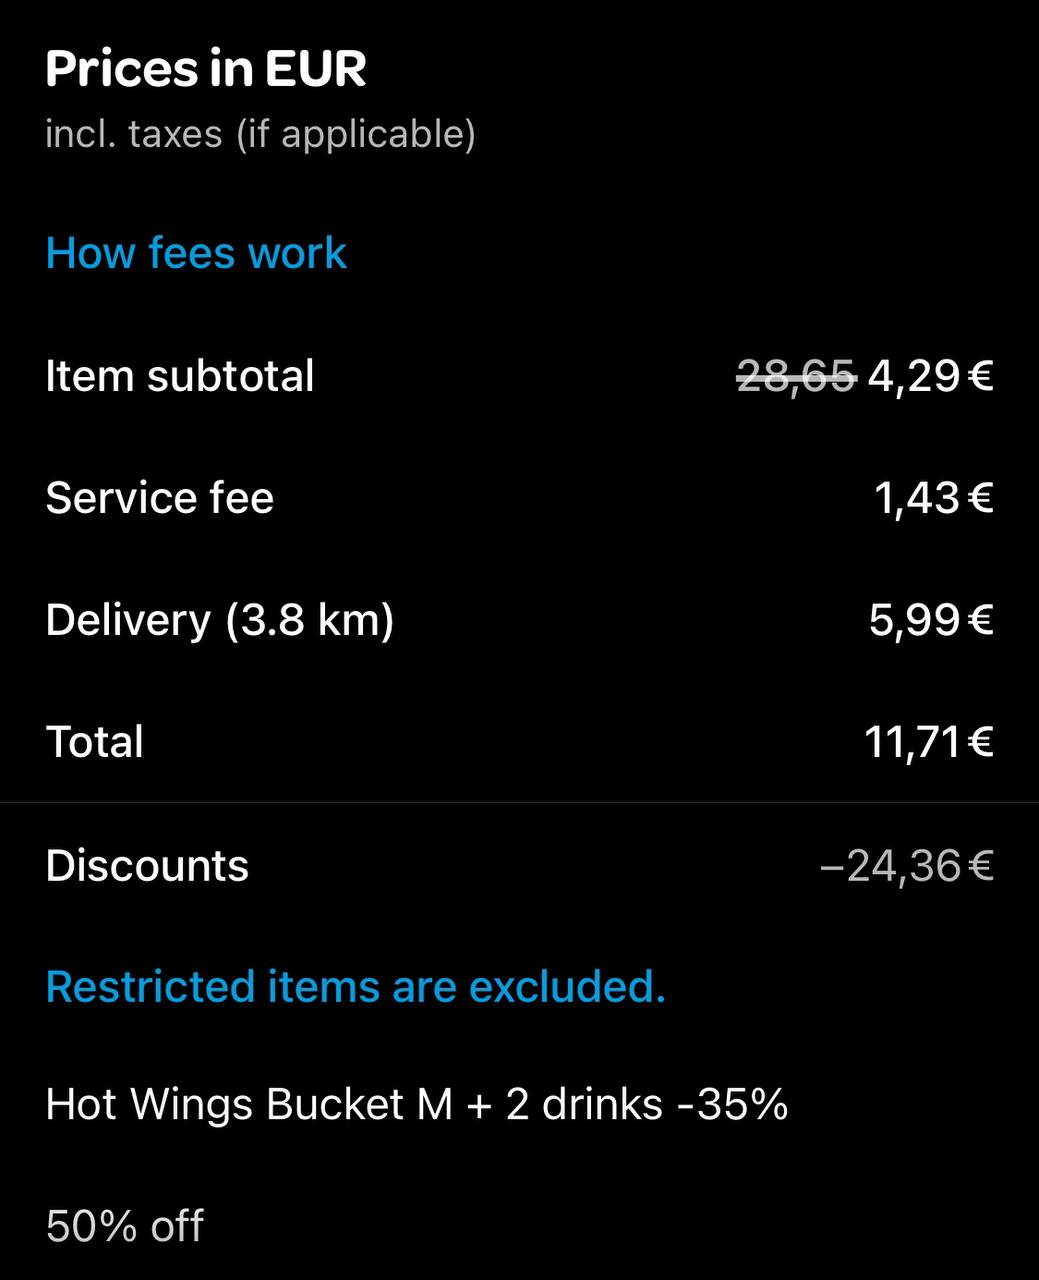 Prices in EUR
incl. taxes (if applicable)
How fees work
Item subtotal 28,65 4,29 €
Service fee 1,43 €
Delivery (3.8 km) 5,99 €
Total 11,71 €
Discounts –24,36 €
Restricted items are excluded.
Hot Wings Bucket M + 2 drinks -35%
50% off